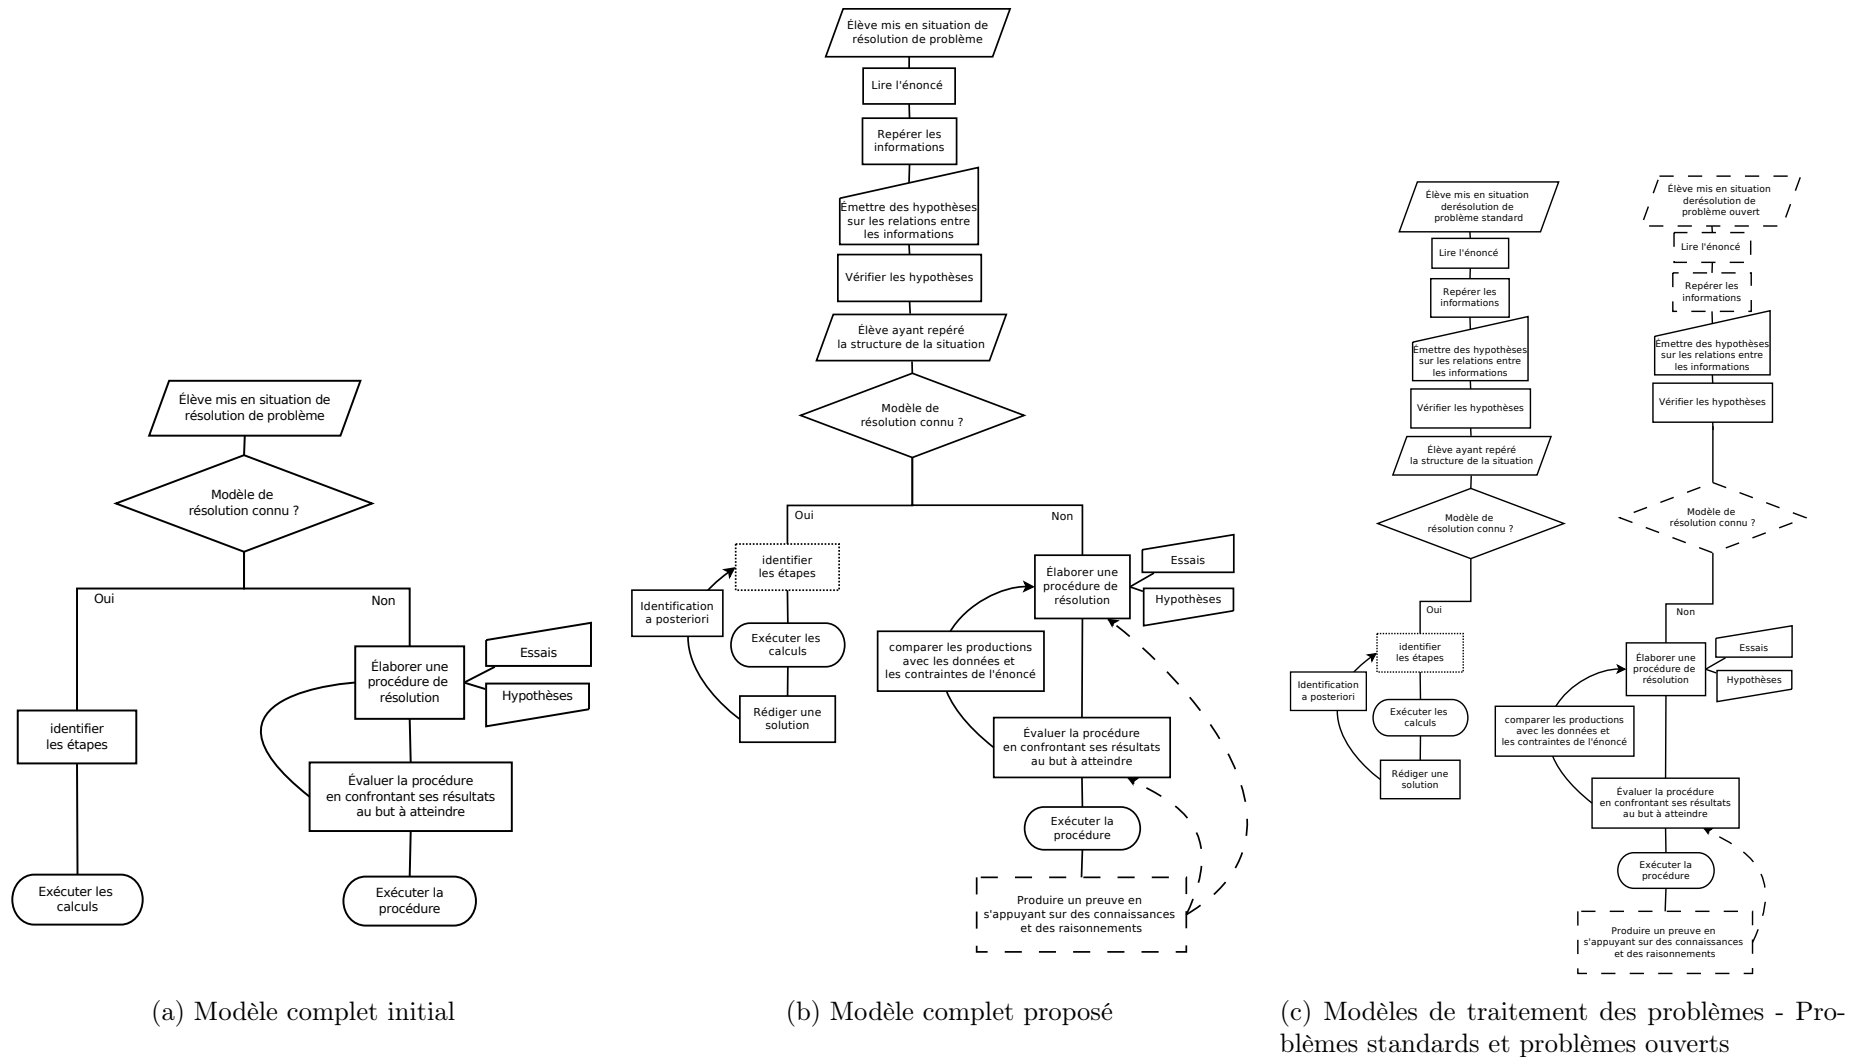 Élève mis en situation de
résolution de problème
Modèle de
résolution connu ?
Oui
Non
identifier
les étapes
Exécuter les
calculs
Élaborer une
procédure de
résolution
Essais
Hypothèses
Évaluer la procédure
en confrontant ses résultats
au but à atteindre
Exécuter la
procédure
(a) Modèle complet initial
Élève mis en situation de
résolution de problème
Lire l'énoncé
Repérer les
informations
Émettre des hypothèses
sur les relations entre
les informations
Vérifier les hypothèses
Élève ayant repéré
la structure de la situation
Modèle de
résolution connu ?
Oui
Non
identifier
les étapes
Identification
a posteriori
Exécuter les
calculs
Rédiger une
solution
Élaborer une
procédure de
résolution
Essais
Hypothèses
comparer les productions
avec les données et
les contraintes de l'énoncé
Évaluer la procédure
en confrontant ses résultats
au but à atteindre
Exécuter la
procédure
Produire un preuve en
s'appuyant sur des connaissances
et des raisonnements
(b) Modèle complet proposé
Élève mis en situation
derésolution de
problème standard
Lire l'énoncé
Repérer les
informations
Émettre des hypothèses
sur les relations entre
les informations
Vérifier les hypothèses
Élève ayant repéré
la structure de la situation
Modèle de
résolution connu ?
Oui
identifier
les étapes
Identification
a posteriori
Exécuter les
calculs
Rédiger une
solution
Élève mis en situation
derésolution de
problème ouvert
Lire l'énoncé
Repérer les
informations
Émettre des hypothèses
sur les relations entre
les informations
Vérifier les hypothèses
Modèle de
résolution connu ?
Non
Élaborer une
procédure de
résolution
Essais
Hypothèses
comparer les productions
avec les données et
les contraintes de l'énoncé
Évaluer la procédure
en confrontant ses résultats
au but à atteindre
Exécuter la
procédure
Produire un preuve en
s'appuyant sur des connaissances
et des raisonnements
(c) Modèles de traitement des problèmes - Pro-
blèmes standards et problèmes ouverts